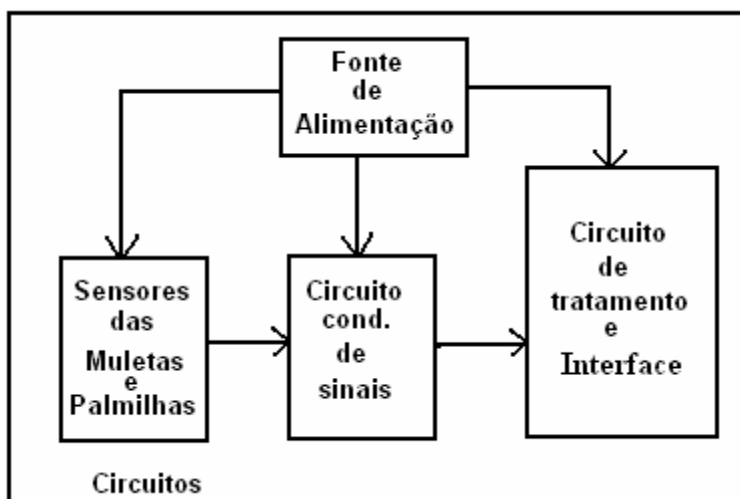 Fonte
de
Alimentação
Sensores
das
Muletas
e
Palmilhas
Circuito
cond.
de
sinais
Circuito
de
tratamento
e
Interface
Circuitos